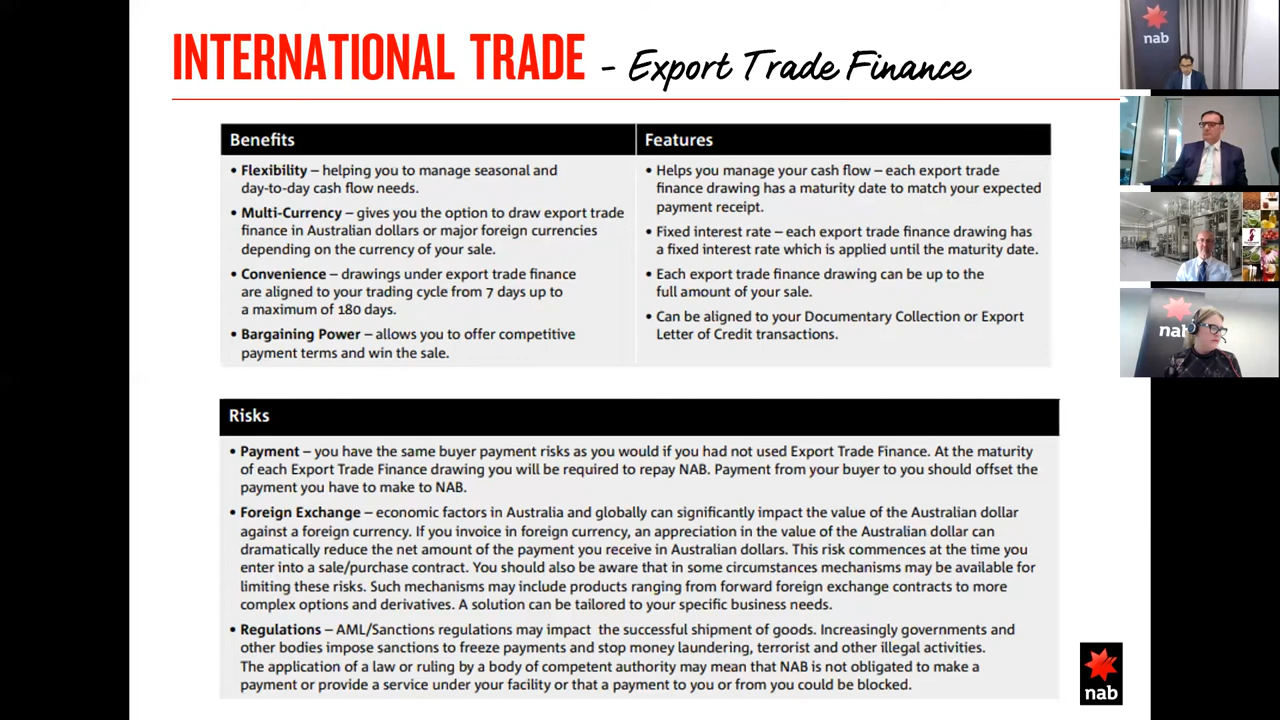 INTERNATIONAL TRADE - Export Trade Finance
Benefits
• Flexibility – helping you to manage seasonal and
day-to-day cash flow needs.
• Multi-Currency – gives you the option to draw export trade
finance in Australian dollars or major foreign currencies
depending on the currency of your sale.
• Convenience – drawings under export trade finance
are aligned to your trading cycle from 7 days up to
a maximum of 180 days.
• Bargaining Power – allows you to offer competitive
payment terms and win the sale.
Features
• Helps you manage your cash flow – each export trade
finance drawing has a maturity date to match your expected
payment receipt.
• Fixed interest rate – each export trade finance drawing has
a fixed interest rate which is applied until the maturity date.
• Each export trade finance drawing can be up to the
full amount of your sale.
• Can be aligned to your Documentary Collection or Export
Letter of Credit transactions.
Risks
• Payment – you have the same buyer payment risks as you would if you had not used Export Trade Finance. At the maturity
of each Export Trade Finance drawing you will be required to repay NAB. Payment from your buyer to you should offset the
payment you have to make to NAB.
• Foreign Exchange – economic factors in Australia and globally can significantly impact the value of the Australian dollar
against a foreign currency. If you invoice in foreign currency, an appreciation in the value of the Australian dollar can
dramatically reduce the net amount of the payment you receive in Australian dollars. This risk commences at the time you
enter into a sale/purchase contract. You should also be aware that in some circumstances mechanisms may be available for
limiting these risks. Such mechanisms may include products ranging from forward foreign exchange contracts to more
complex options and derivatives. A solution can be tailored to your specific business needs.
• Regulations – AML/Sanctions regulations may impact the successful shipment of goods. Increasingly governments and
other bodies impose sanctions to freeze payments and stop money laundering, terrorist and other illegal activities.
The application of a law or ruling by a body of competent authority may mean that NAB is not obligated to make a
payment or provide a service under your facility or that a payment to you or from you could be blocked.
nab
nab
nab